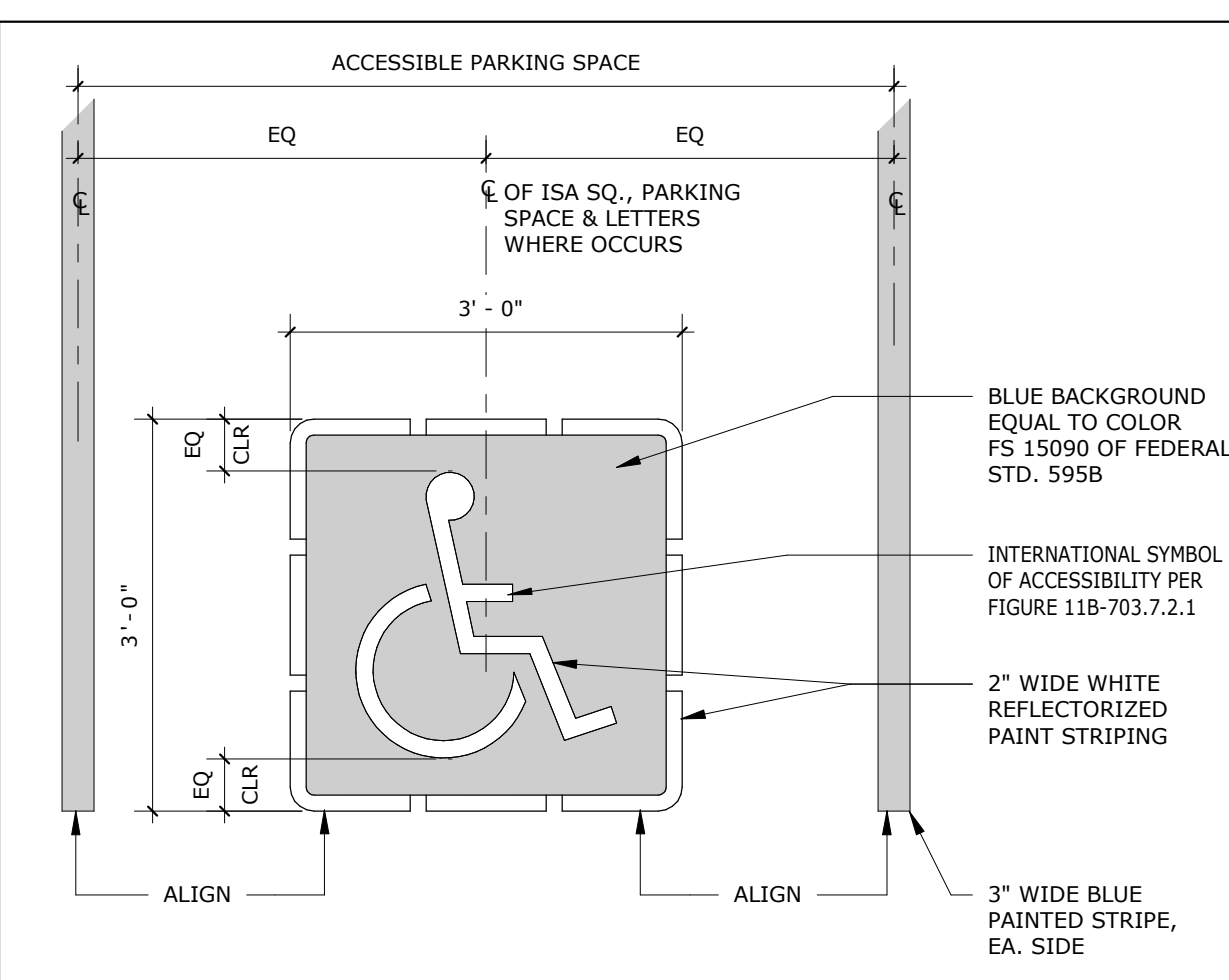 ACCESSIBLE PARKING SPACE
EQ
EQ
℄
℄ OF ISA SQ., PARKING
SPACE & LETTERS
WHERE OCCURS
℄
3' - 0"
EQ
CLR
3' - 0"
EQ
CLR
BLUE BACKGROUND
EQUAL TO COLOR
FS 15090 OF FEDERAL
STD. 595B
INTERNATIONAL SYMBOL
OF ACCESSIBILITY PER
FIGURE 11B-703.7.2.1
2" WIDE WHITE
REFLECTORIZED
PAINT STRIPING
ALIGN
ALIGN
3" WIDE BLUE
PAINTED STRIPE,
EA. SIDE